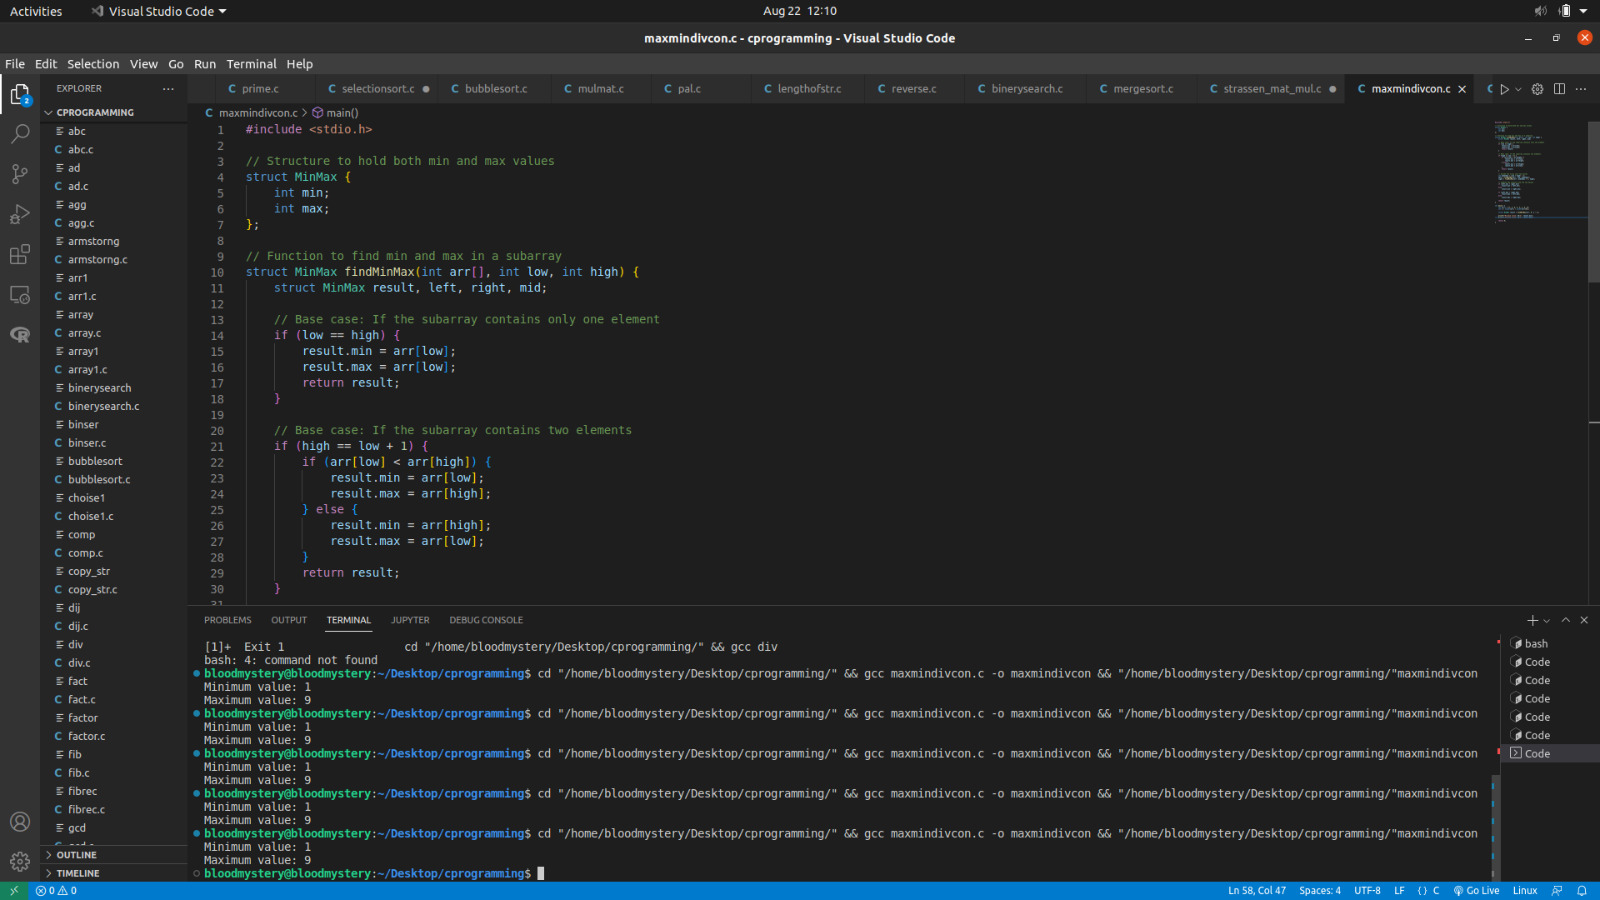 Activities
Visual Studio Code
Aug 22 12:10
maxmindivcon.c - cprogramming - Visual Studio Code
File Edit Selection View Go Run Terminal Help
2
EXPLORER
CPROGRAMMING
abc
abc.c
ad
ad.c
agg
agg.c
armstorng
armstorng.c
arr1
arr1.c
array
array.c
array1
array1.c
binerysearch
binerysearch.c
binser
binser.c
bubblesort
bubblesort.c
choise1
choise1.c
comp
comp.c
copy_str
copy_str.c
dij
dij.c
div
div.c
fact
fact.c
factor
factor.c
fib
fib.c
fibrec
fibrec.c
gcd
OUTLINE
TIMELINE
C prime.c C selectionsort.c C bubblesort.c C mulmat.c C pal.c C lengthofstr.c C reverse.c C binerysearch.c C mergesort.c C strassen_mat_mul.c C maxmindivcon.c
C maxmindivcon.c > main()
1 #include <stdio.h>
2
3 // Structure to hold both min and max values
4 struct MinMax {
5 int min;
6 int max;
7 };
8
9 // Function to find min and max in a subarray
10 struct MinMax findMinMax(int arr[], int low, int high) {
11 struct MinMax result, left, right, mid;
12
13 // Base case: If the subarray contains only one element
14 if (low == high) {
15 result.min = arr[low];
16 result.max = arr[low];
17 return result;
18 }
19
20 // Base case: If the subarray contains two elements
21 if (high == low + 1) {
22 if (arr[low] < arr[high]) {
23 result.min = arr[low];
24 result.max = arr[high];
25 } else {
26 result.min = arr[high];
27 result.max = arr[low];
28 }
29 return result;
30 }
31
PROBLEMS OUTPUT TERMINAL JUPYTER DEBUG CONSOLE
[1]+ Exit 1 cd "/home/bloodmystery/Desktop/cprogramming/" && gcc div
bash: 4: command not found
bloodmystery@bloodmystery:~/Desktop/cprogramming$ cd "/home/bloodmystery/Desktop/cprogramming/" && gcc maxmindivcon.c -o maxmindivcon && "/home/bloodmystery/Desktop/cprogramming/"maxmindivcon
Minimum value: 1
Maximum value: 9
bloodmystery@bloodmystery:~/Desktop/cprogramming$ cd "/home/bloodmystery/Desktop/cprogramming/" && gcc maxmindivcon.c -o maxmindivcon && "/home/bloodmystery/Desktop/cprogramming/"maxmindivcon
Minimum value: 1
Maximum value: 9
bloodmystery@bloodmystery:~/Desktop/cprogramming$ cd "/home/bloodmystery/Desktop/cprogramming/" && gcc maxmindivcon.c -o maxmindivcon && "/home/bloodmystery/Desktop/cprogramming/"maxmindivcon
Minimum value: 1
Maximum value: 9
bloodmystery@bloodmystery:~/Desktop/cprogramming$ cd "/home/bloodmystery/Desktop/cprogramming/" && gcc maxmindivcon.c -o maxmindivcon && "/home/bloodmystery/Desktop/cprogramming/"maxmindivcon
Minimum value: 1
Maximum value: 9
bloodmystery@bloodmystery:~/Desktop/cprogramming$ cd "/home/bloodmystery/Desktop/cprogramming/" && gcc maxmindivcon.c -o maxmindivcon && "/home/bloodmystery/Desktop/cprogramming/"maxmindivcon
Minimum value: 1
Maximum value: 9
bloodmystery@bloodmystery:~/Desktop/cprogramming$
bash
Code
Code
Code
Code
Code
Code
0 0
Ln 58, Col 47 Spaces: 4 UTF-8 LF {} C Go Live Linux